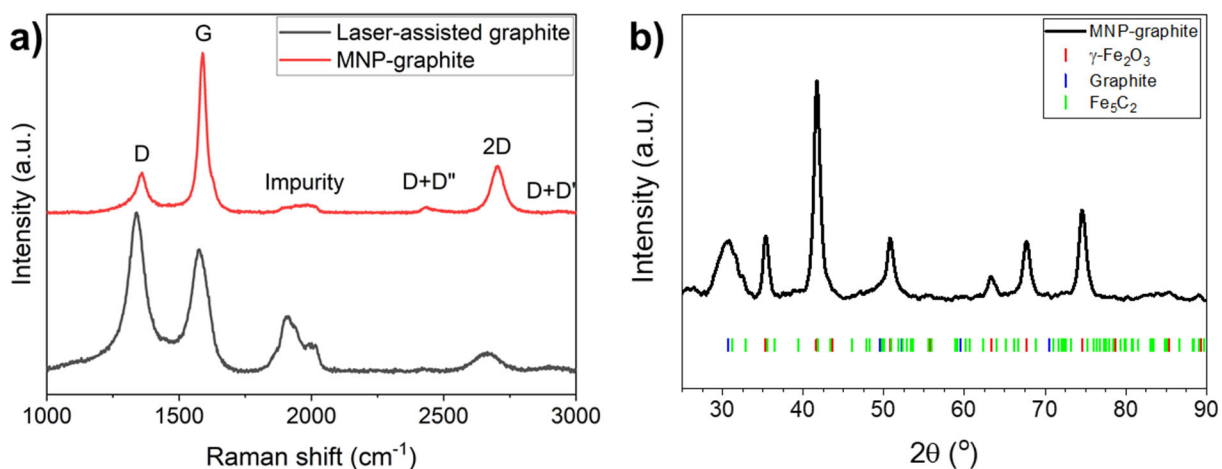 a)
Laser-assisted graphite
MNP-graphite
D
G
Impurity
D+D"
2D
D+D'
Intensity (a.u.)
1000 1500 2000 2500 3000
Raman shift (cm⁻¹)
b)
MNP-graphite
γ-Fe₂O₃
Graphite
Fe₅C₂
Intensity (a.u.)
30 40 50 60 70 80 90
2θ (°)